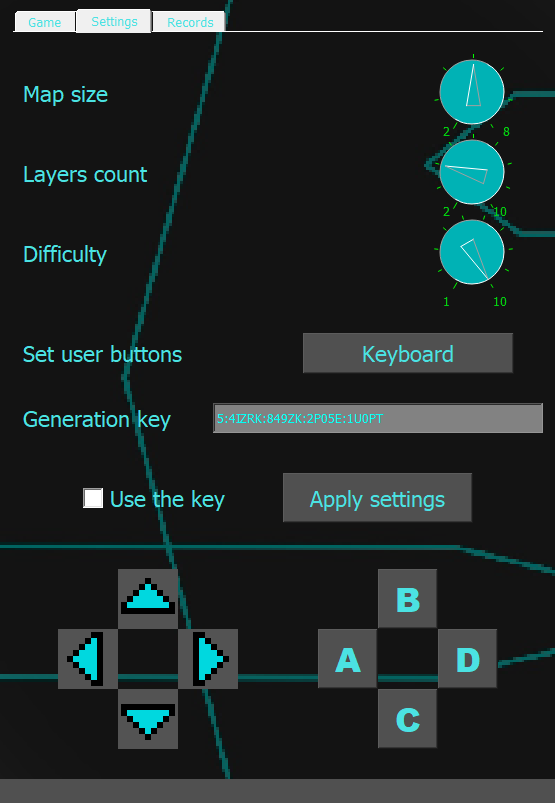 Game Settings Records
Map size
2 8
Layers count
2 10
Difficulty
1 10
Set user buttons Keyboard
Generation key 5:4IZRK:849ZK:2P05E:1U0PT
Use the key Apply settings
B
A D
C